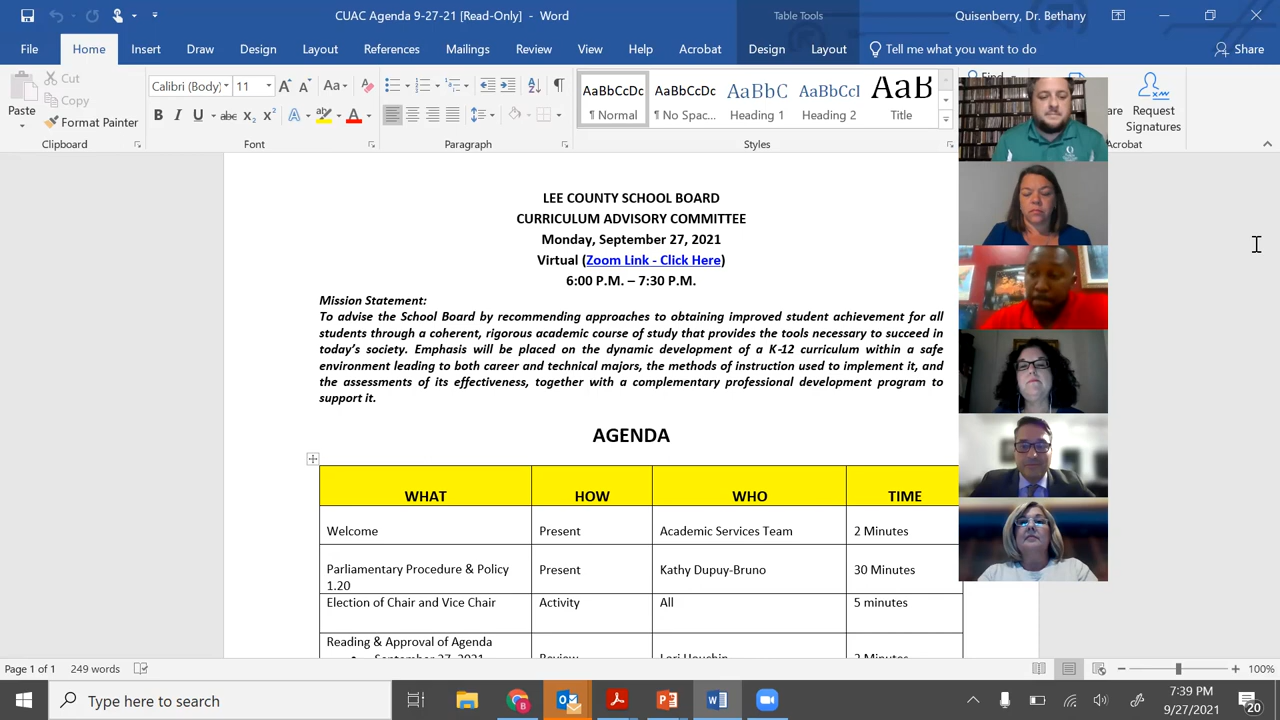 CUAC Agenda 9-27-21 [Read-Only] - Word
Table Tools
Quisenberry, Dr. Bethany
File Home Insert Draw Design Layout References Mailings Review View Help Acrobat Design Layout Tell me what you want to do Share
Paste
Cut
Copy
Format Painter
Clipboard
Calibri (Body) 11
Font
Paragraph
AaBbCcDc AaBbCcDc AaBbC AaBbCcI AaB
¶ Normal ¶ No Spac... Heading 1 Heading 2 Title
Styles
Find
Request
Signatures
Acrobat
LEE COUNTY SCHOOL BOARD
CURRICULUM ADVISORY COMMITTEE
Monday, September 27, 2021
Virtual (Zoom Link - Click Here)
6:00 P.M. – 7:30 P.M.
Mission Statement:
To advise the School Board by recommending approaches to obtaining improved student achievement for all
students through a coherent, rigorous academic course of study that provides the tools necessary to succeed in
today's society. Emphasis will be placed on the dynamic development of a K-12 curriculum within a safe
environment leading to both career and technical majors, the methods of instruction used to implement it, and
the assessments of its effectiveness, together with a complementary professional development program to
support it.
AGENDA
WHAT HOW WHO TIME
Welcome Present Academic Services Team 2 Minutes
Parliamentary Procedure & Policy
1.20 Present Kathy Dupuy-Bruno 30 Minutes
Election of Chair and Vice Chair Activity All 5 minutes
Reading & Approval of Agenda
• September 27, 2021 Review Lori Houchin 2 Minutes
Page 1 of 1 249 words 100%
Type here to search
7:39 PM
9/27/2021
20